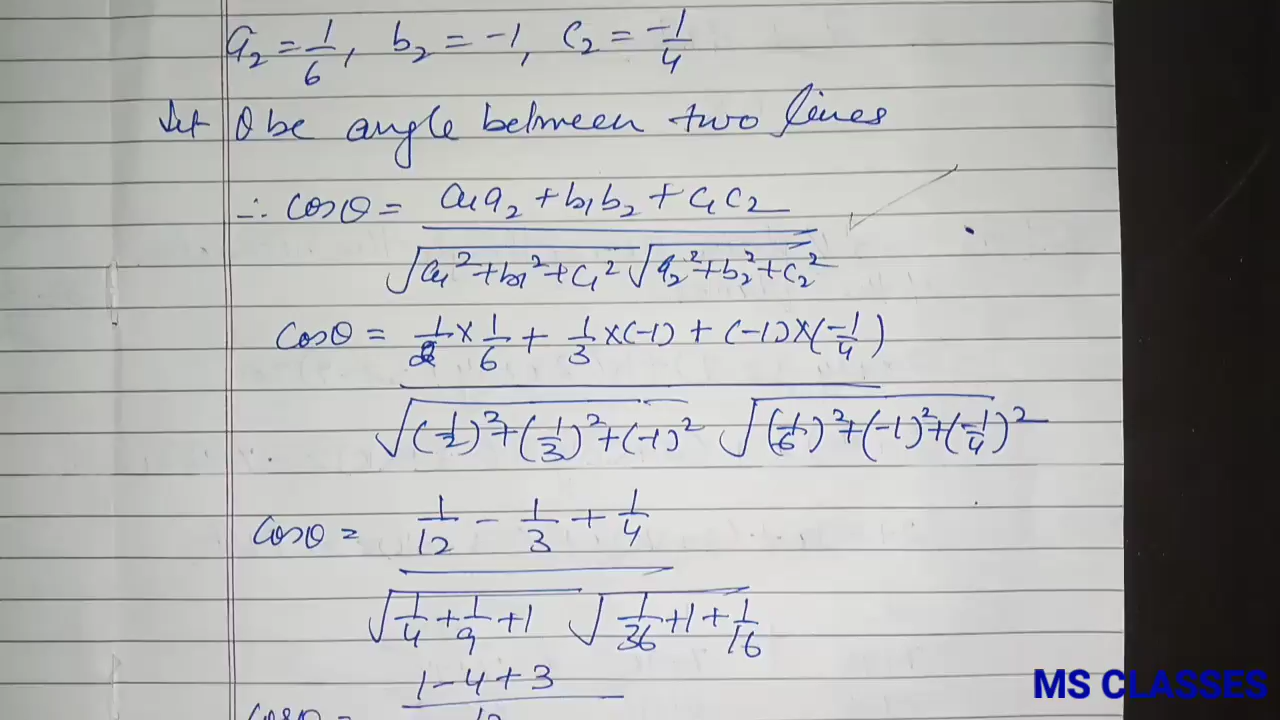 a₂ = 1/6, b₂ = -1, c₂ = -1/4
Let θ be angle between two lines
∴ cosθ = (a₁a₂ + b₁b₂ + c₁c₂) / (√(a₁² + b₁² + c₁²) √(a₂² + b₂² + c₂²))
cosθ = (1/2 × 1/6 + 1/3 × (-1) + (-1) × (-1/4)) / (√((1/2)² + (1/3)² + (-1)²) √((1/6)² + (-1)² + (-1/4)²))
cosθ = (1/12 - 1/3 + 1/4) / (√(1/4 + 1/9 + 1) √(1/36 + 1 + 1/16))
cosθ = (1 - 4 + 3) / 12
MS CLASSES